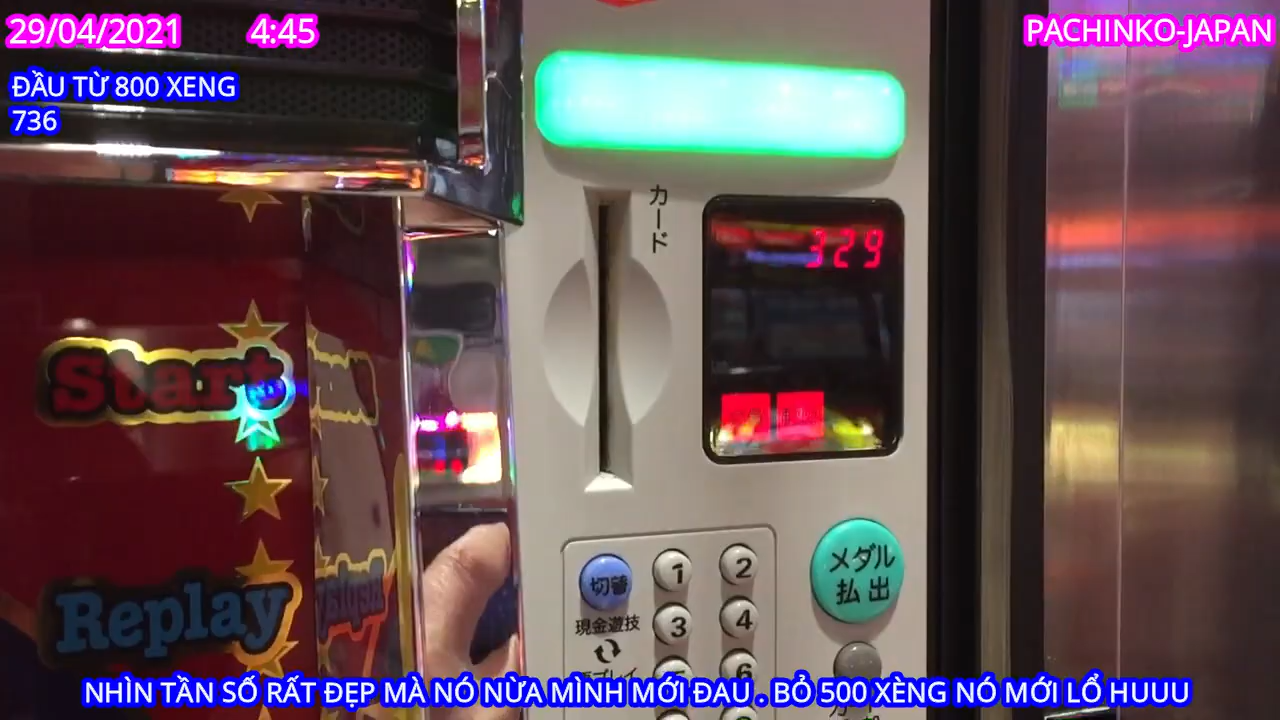 29/04/2021 4:45
PACHINKO-JAPAN
ĐẦU TỪ 800 XENG
736
カード
329
Start
Replay
切替
1
2
メダル
払出
現金遊技
3
4
6
NHÌN TẦN SỐ RẤT ĐẸP MÀ NÓ NỪA MÌNH MỚI ĐAU . BỎ 500 XÈNG NÓ MỚI LỔ HUUU